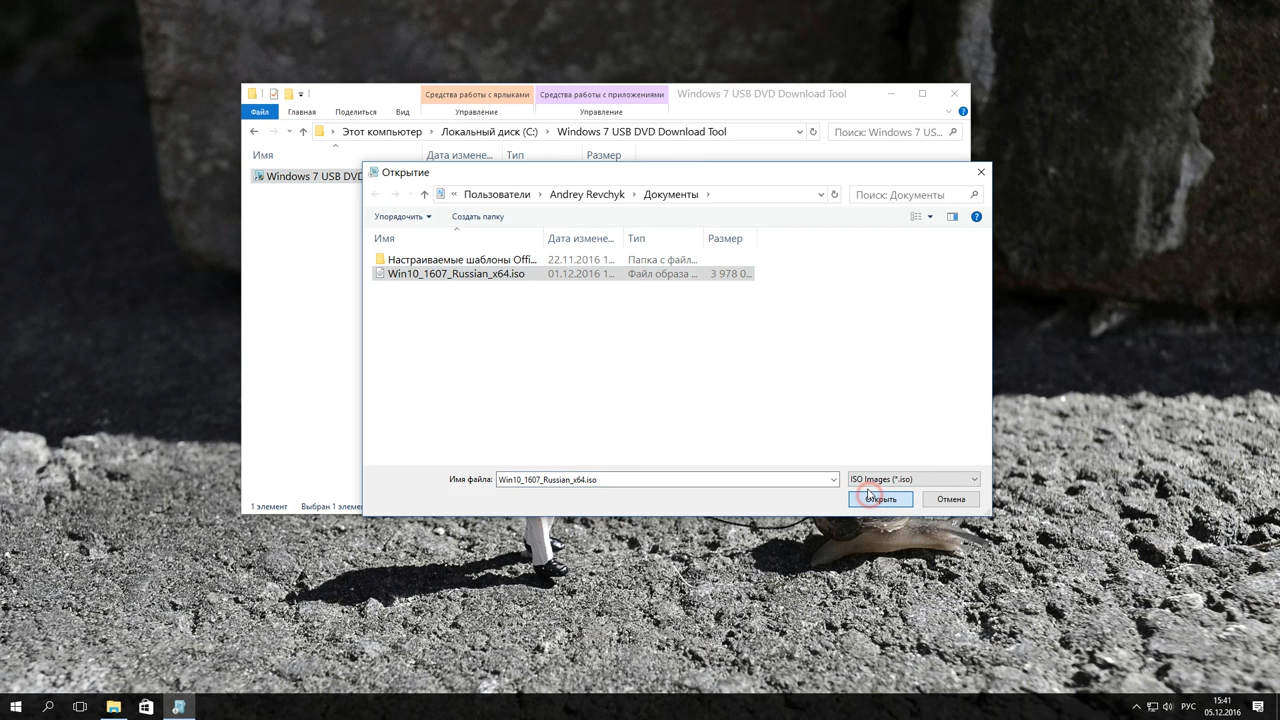 Средства работы с ярлыками
Средства работы с приложениями
Windows 7 USB DVD Download Tool
Файл
Главная
Поделиться
Вид
Управление
Управление
Этот компьютер
Локальный диск (C:)
Windows 7 USB DVD Download Tool
Поиск: Windows 7 US...
Имя
Дата измене...
Тип
Размер
Windows 7 USB DVD
Открытие
Пользователи
Andrey Revchyk
Документы
Поиск: Документы
Упорядочить
Создать папку
Имя
Дата измене...
Тип
Размер
Настраиваемые шаблоны Offi...
22.11.2016 1...
Папка с файл...
Win10_1607_Russian_x64.iso
01.12.2016 1...
Файл образа ...
3 978 0...
Имя файла:
Win10_1607_Russian_x64.iso
ISO Images (*.iso)
Открыть
Отмена
1 элемент
Выбран 1 элемен
РУС
15:41
05.12.2016